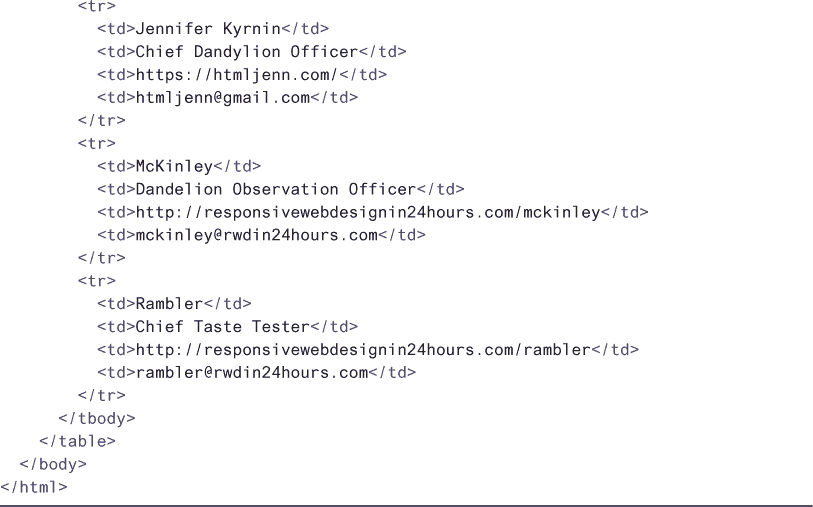 <tr>
<td>Jennifer Kyrnin</td>
<td>Chief Dandylion Officer</td>
<td>https://htmljenn.com/</td>
<td>htmljenn@gmail.com</td>
</tr>
<tr>
<td>McKinley</td>
<td>Dandelion Observation Officer</td>
<td>http://responsivewebdesignin24hours.com/mckinley</td>
<td>mckinley@rwdin24hours.com</td>
</tr>
<tr>
<td>Rambler</td>
<td>Chief Taste Tester</td>
<td>http://responsivewebdesignin24hours.com/rambler</td>
<td>rambler@rwdin24hours.com</td>
</tr>
</tbody>
</table>
</body>
</html>